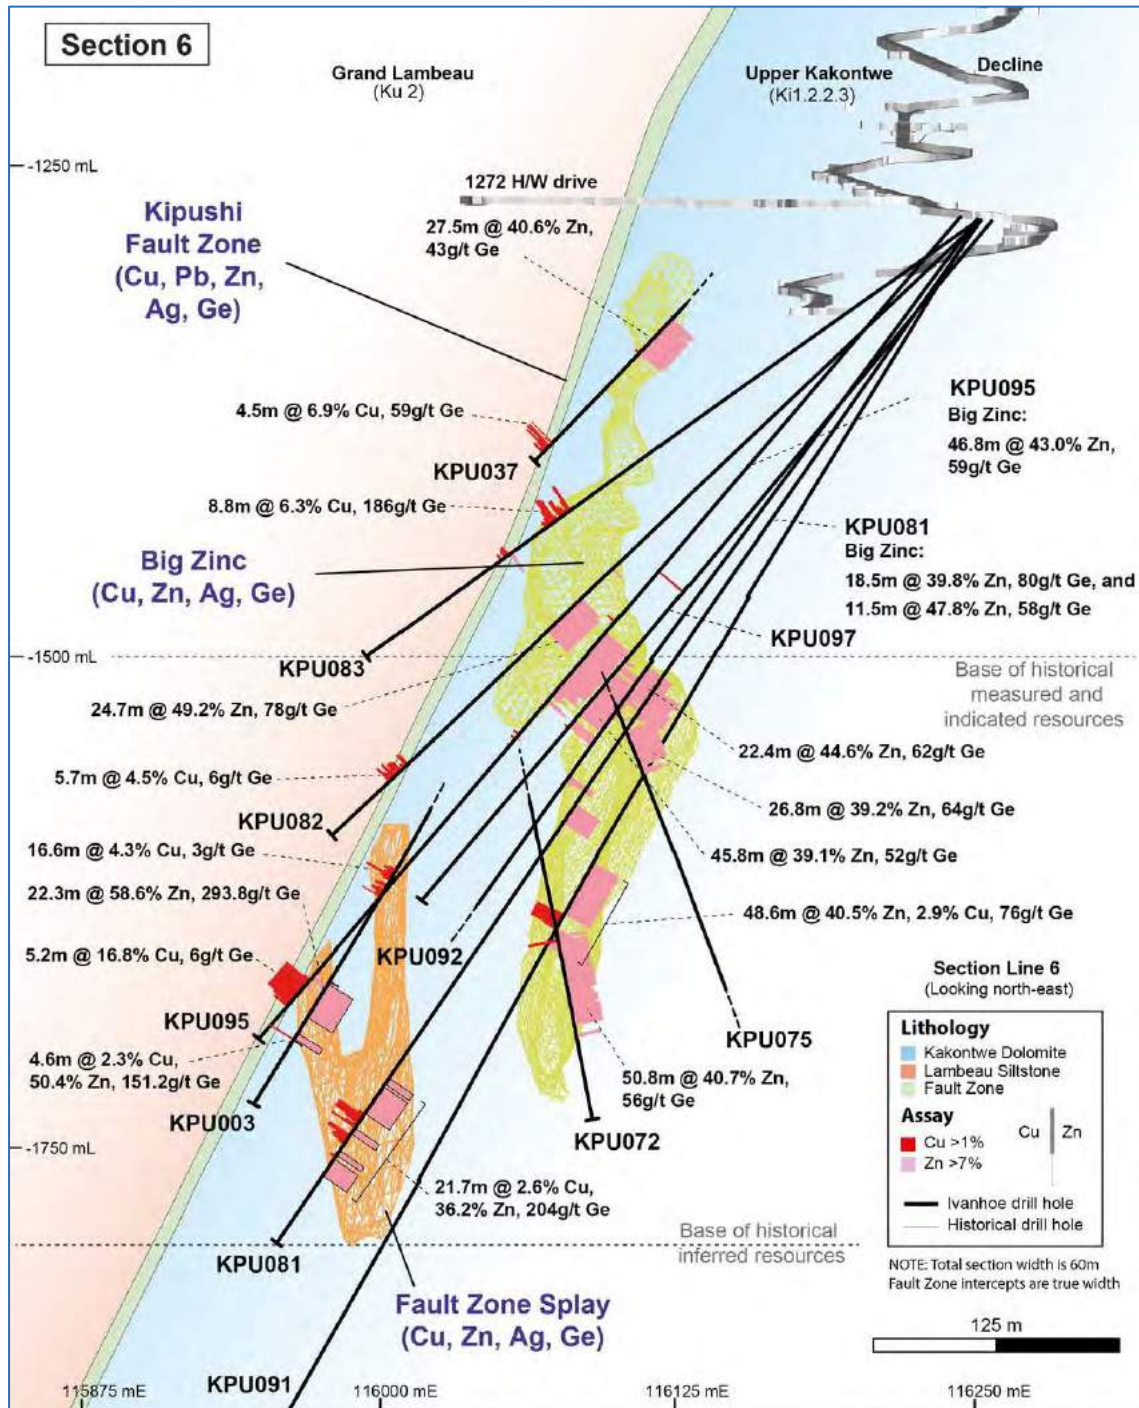 Section 6
Grand Lambeau
(Ku 2)
Upper Kakontwe
(Ki1.2.2.3)
Decline
-1250 mL
1272 H/W drive
27.5m @ 40.6% Zn,
43g/t Ge
Kipushi
Fault Zone
(Cu, Pb, Zn,
Ag, Ge)
4.5m @ 6.9% Cu, 59g/t Ge
KPU037
KPU095
Big Zinc:
46.8m @ 43.0% Zn,
59g/t Ge
8.8m @ 6.3% Cu, 186g/t Ge
KPU081
Big Zinc:
18.5m @ 39.8% Zn, 80g/t Ge, and
11.5m @ 47.8% Zn, 58g/t Ge
Big Zinc
(Cu, Zn, Ag, Ge)
KPU097
KPU083
-1500 mL
Base of historical
measured and
indicated resources
24.7m @ 49.2% Zn, 78g/t Ge
22.4m @ 44.6% Zn, 62g/t Ge
5.7m @ 4.5% Cu, 6g/t Ge
26.8m @ 39.2% Zn, 64g/t Ge
KPU082
16.6m @ 4.3% Cu, 3g/t Ge
45.8m @ 39.1% Zn, 52g/t Ge
22.3m @ 58.6% Zn, 293.8g/t Ge
48.6m @ 40.5% Zn, 2.9% Cu, 76g/t Ge
5.2m @ 16.8% Cu, 6g/t Ge
KPU092
Section Line 6
(Looking north-east)
KPU095
KPU075
4.6m @ 2.3% Cu,
50.4% Zn, 151.2g/t Ge
50.8m @ 40.7% Zn,
56g/t Ge
KPU003
KPU072
Lithology
Kakontwe Dolomite
Lambeau Siltstone
Fault Zone
Assay
Cu >1%
Zn >7%
Cu
Zn
Ivanhoe drill hole
Historical drill hole
-1750 mL
21.7m @ 2.6% Cu,
36.2% Zn, 204g/t Ge
Base of historical
inferred resources
KPU081
NOTE: Total section width is 60m
Fault Zone intercepts are true width
Fault Zone Splay
(Cu, Zn, Ag, Ge)
125 m
KPU091
115875 mE
116000 mE
116125 mE
116250 mE